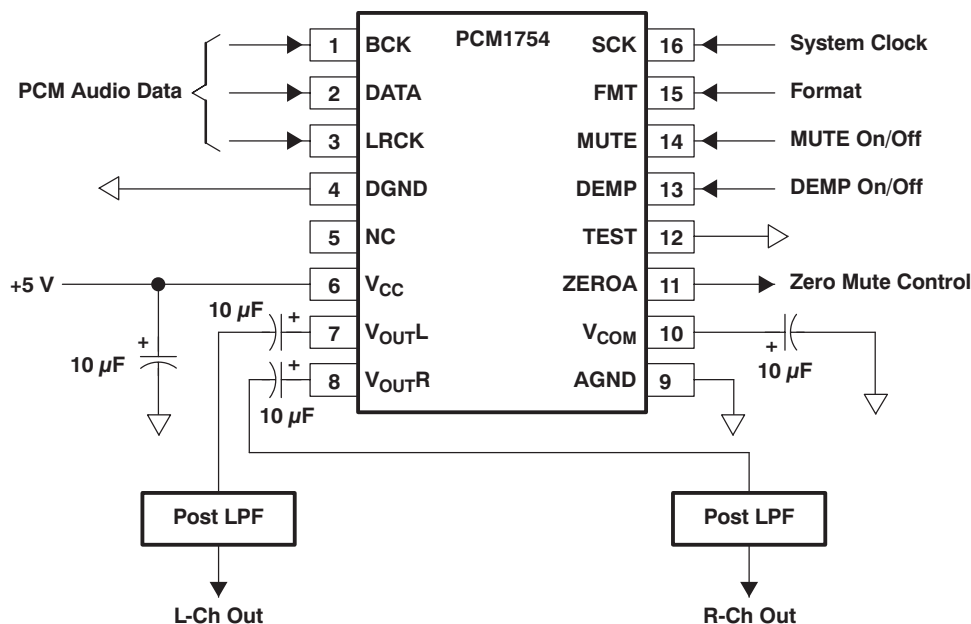 PCM1754
PCM Audio Data
1 BCK
2 DATA
3 LRCK
4 DGND
5 NC
6 VCC
7 VOUTL
8 VOUTR
SCK 16 System Clock
FMT 15 Format
MUTE 14 MUTE On/Off
DEMP 13 DEMP On/Off
TEST 12
ZEROA 11 Zero Mute Control
VCOM 10
AGND 9
+5 V
10 µF
+
+
10 µF
+
10 µF
+
10 µF
Post LPF
Post LPF
L-Ch Out
R-Ch Out